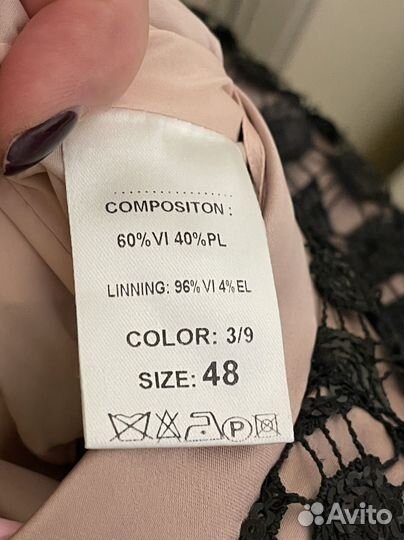 COMPOSITON :
60%VI 40%PL
LINNING: 96%VI 4%EL
COLOR: 3/9
SIZE: 48
P
Avito